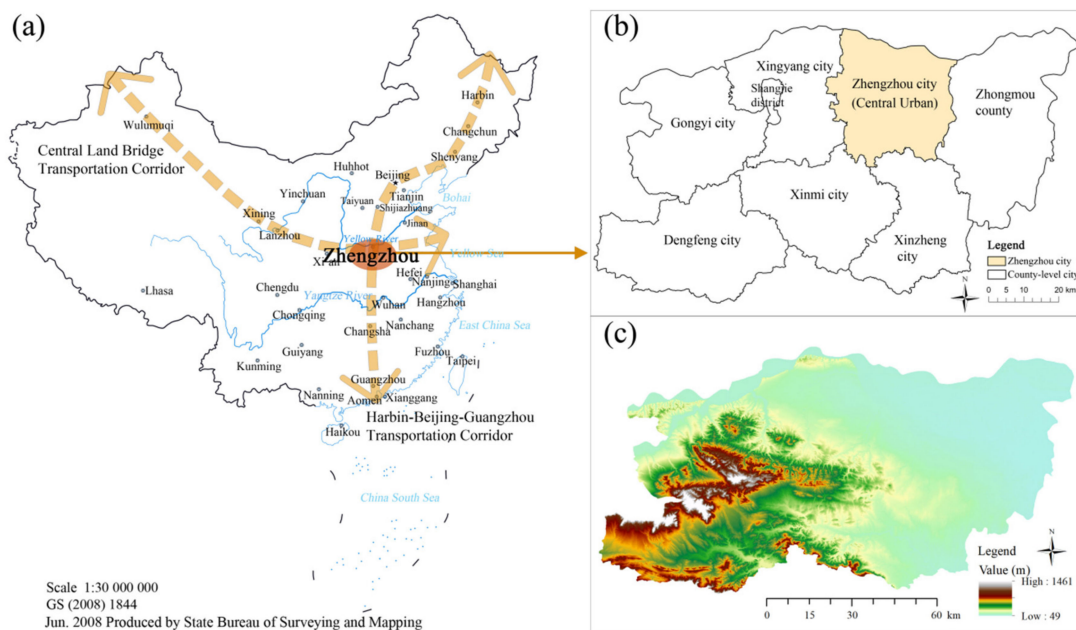 (a)
Harbin
Wulumuqi
Changchun
Central Land Bridge
Transportation Corridor
Shenyang
Huhhot
Beijing
Tianjin
Bohai
Yinchuan
Taiyuan
Shijiazhuang
Xining
Jinan
Lanzhou
Yellow River
Zhengzhou
Yellow Sea
Xi'an
Hefei
Nanjing
Shanghai
Lhasa
Chengdu
Yangtze River
Wuhan
Hangzhou
Chongqing
Changsha
Nanchang
East China Sea
Guiyang
Fuzhou
Kunming
Taipei
Guangzhou
Nanning
Aomen
Xianggang
Harbin-Beijing-Guangzhou
Transportation Corridor
Haikou
China South Sea
Scale 1:30 000 000
GS (2008) 1844
Jun. 2008 Produced by State Bureau of Surveying and Mapping
(b)
Xingyang city
Shangjie
district
Zhengzhou city
(Central Urban)
Zhongmou
county
Gongyi city
Xinmi city
Dengfeng city
Xinzheng
city
Legend
Zhengzhou city
County-level city
N
0 5 10 20 km
(c)
N
Legend
Value (m)
High : 1461
Low : 49
0 15 30 60 km